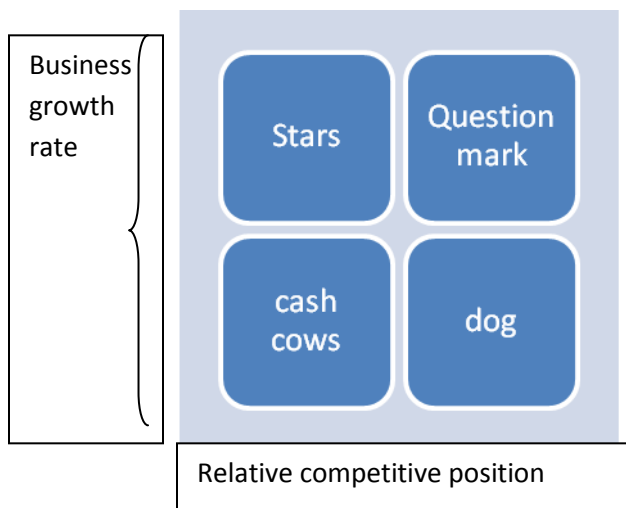 Business
growth
rate
Stars
Question
mark
cash
cows
dog
Relative competitive position